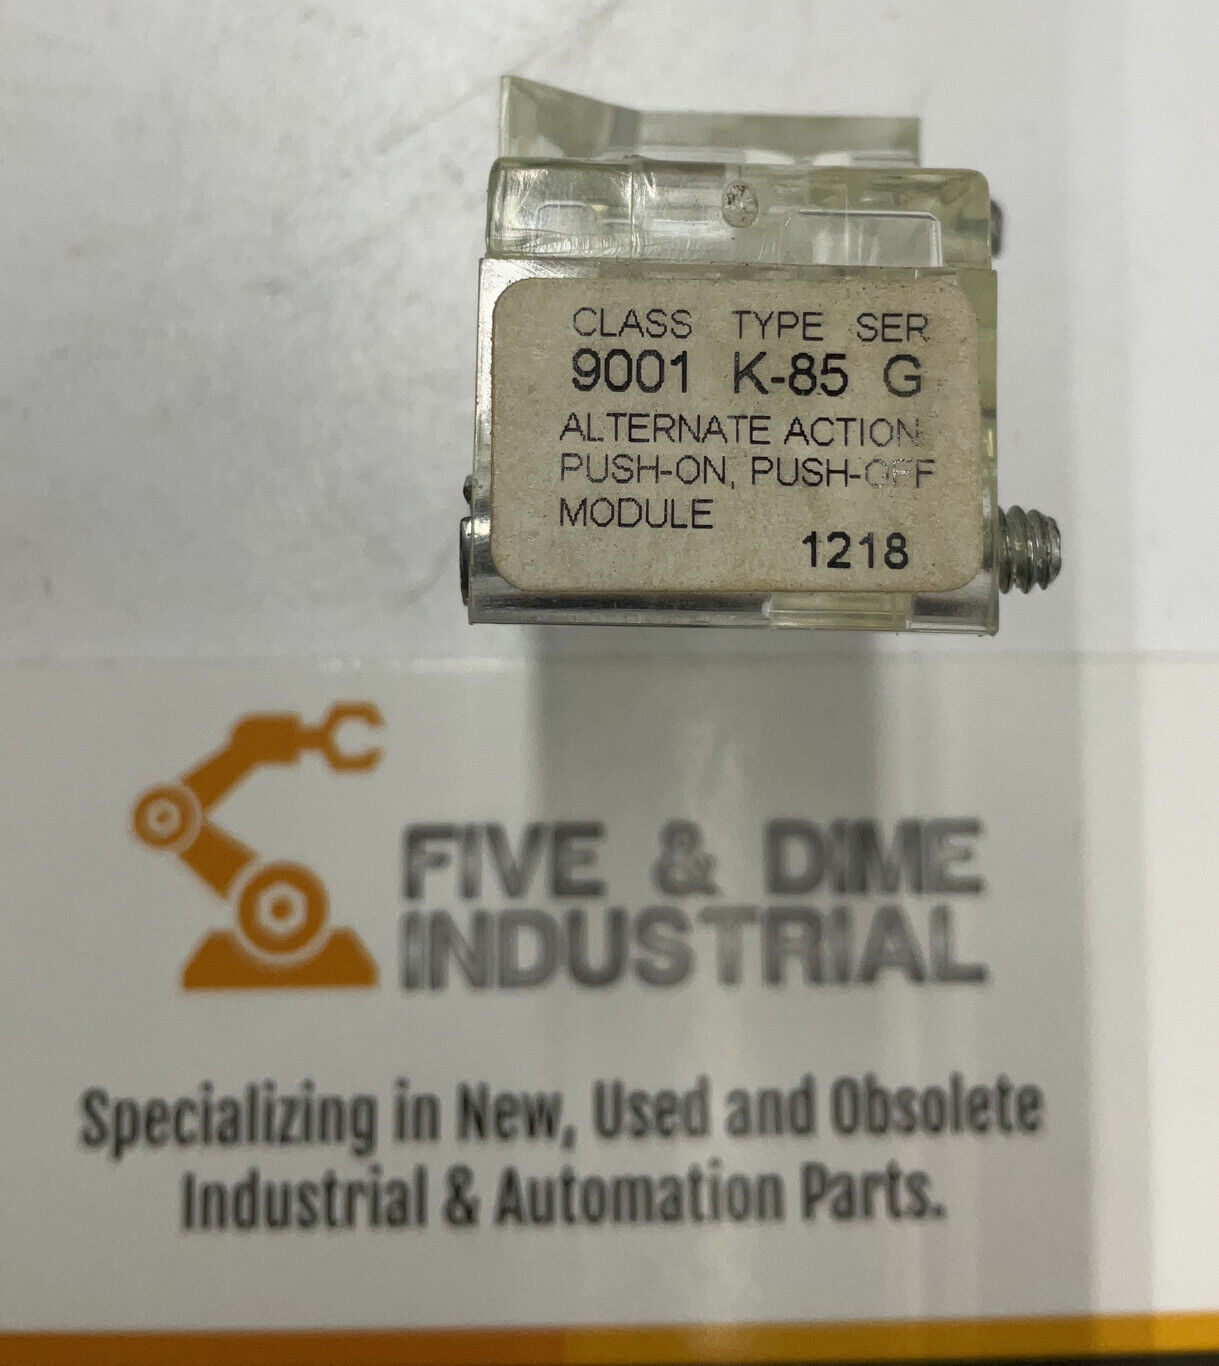 CLASS TYPE SER
9001 K-85 G
ALTERNATE ACTION
PUSH-ON, PUSH-OFF
MODULE
1218
FIVE & DIME
INDUSTRIAL
Specializing in New, Used and Obsolete
Industrial & Automation Parts.